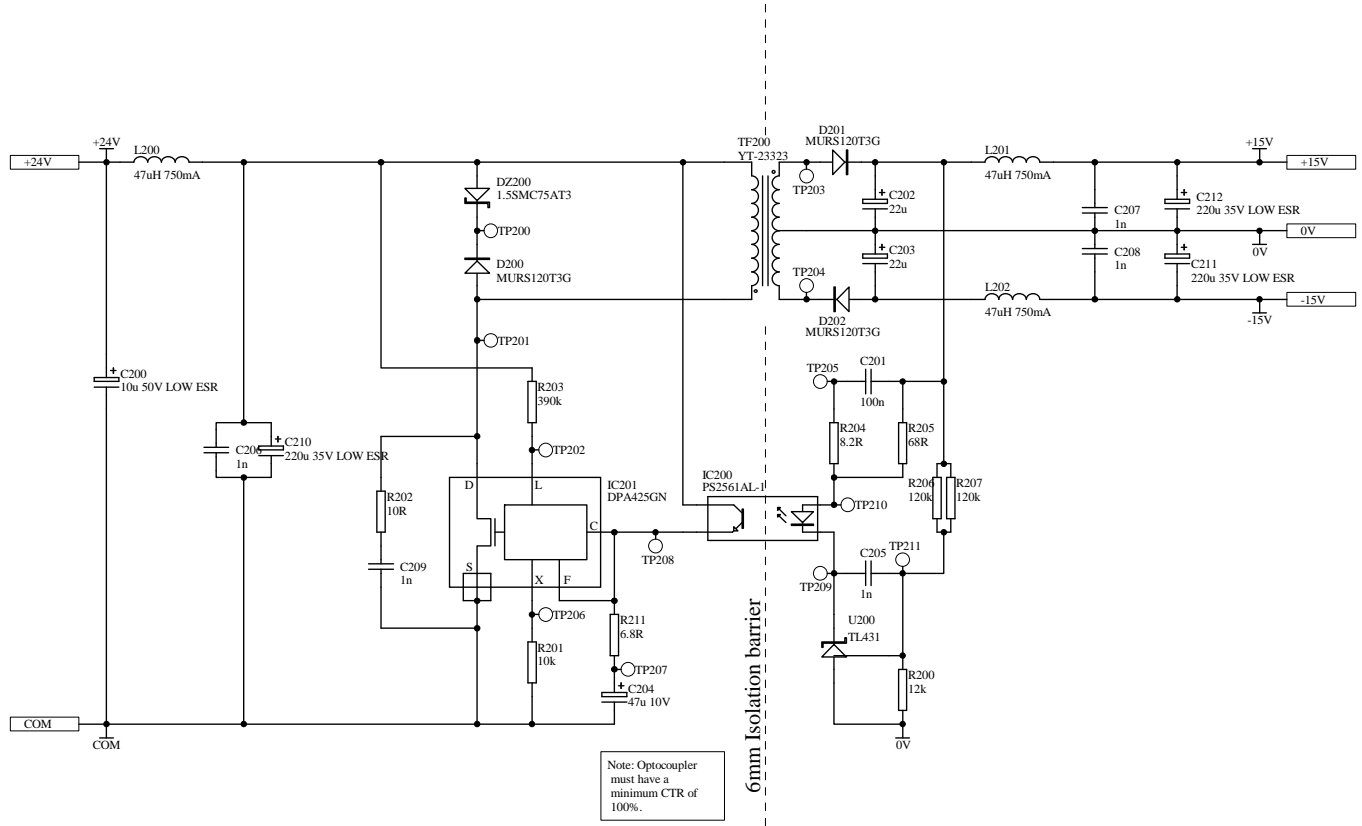 +24V
+24V
L200
47uH 750mA
DZ200
1.5SMC75AT3
TP200
D200
MURS120T3G
TP201
C200
10u 50V LOW ESR
C206
1n
C210
220u 35V LOW ESR
R203
390k
TP202
R202
10R
C209
1n
IC201
DPA425GN
D
L
C
S
X
F
TP206
R201
10k
R211
6.8R
TP207
C204
47u 10V
TP208
COM
COM
Note: Optocoupler
must have a
minimum CTR of
100%.
6mm Isolation barrier
TF200
YT-23323
D201
MURS120T3G
TP203
C202
22u
C203
22u
TP204
D202
MURS120T3G
L201
47uH 750mA
C207
1n
C208
1n
C212
220u 35V LOW ESR
C211
220u 35V LOW ESR
L202
47uH 750mA
+15V
+15V
0V
0V
-15V
-15V
TP205
C201
100n
R204
8.2R
R205
68R
IC200
PS2561AL-1
TP210
R206
120k
R207
120k
TP209
C205
1n
TP211
U200
TL431
R200
12k
0V